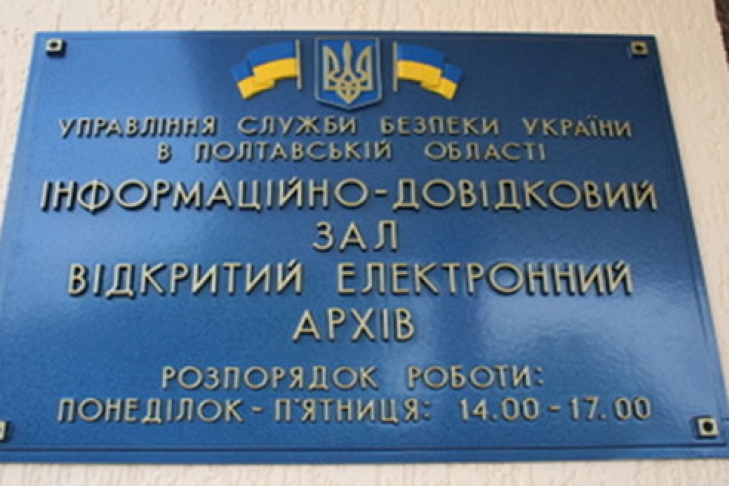 УПРАВЛІННЯ СЛУЖБИ БЕЗПЕКИ УКРАЇНИ
В ПОЛТАВСЬКІЙ ОБЛАСТІ
ІНФОРМАЦІЙНО-ДОВІДКОВИЙ
ЗАЛ
ВІДКРИТИЙ ЕЛЕКТРОННИЙ
АРХІВ
РОЗПОРЯДОК РОБОТИ:
ПОНЕДІЛОК - П'ЯТНИЦЯ: 14.00 - 17.00